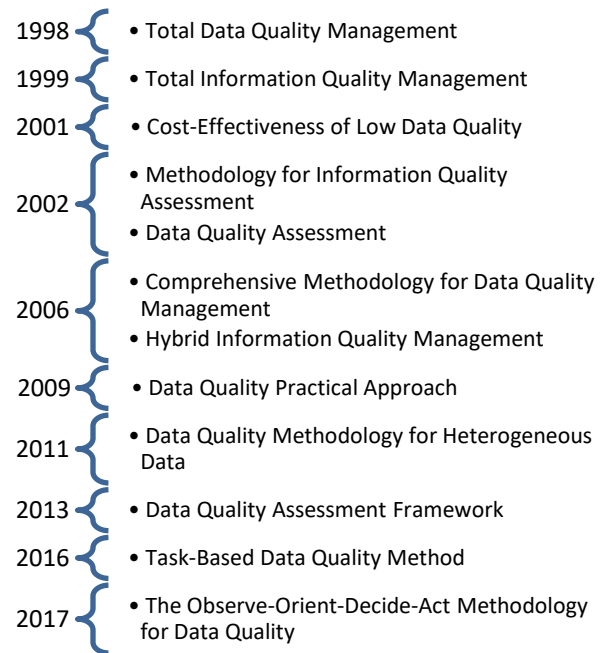 1998
• Total Data Quality Management
1999
• Total Information Quality Management
2001
• Cost-Effectiveness of Low Data Quality
2002
• Methodology for Information Quality
Assessment
• Data Quality Assessment
2006
• Comprehensive Methodology for Data Quality
Management
• Hybrid Information Quality Management
2009
• Data Quality Practical Approach
2011
• Data Quality Methodology for Heterogeneous
Data
2013
• Data Quality Assessment Framework
2016
• Task-Based Data Quality Method
2017
• The Observe-Orient-Decide-Act Methodology
for Data Quality